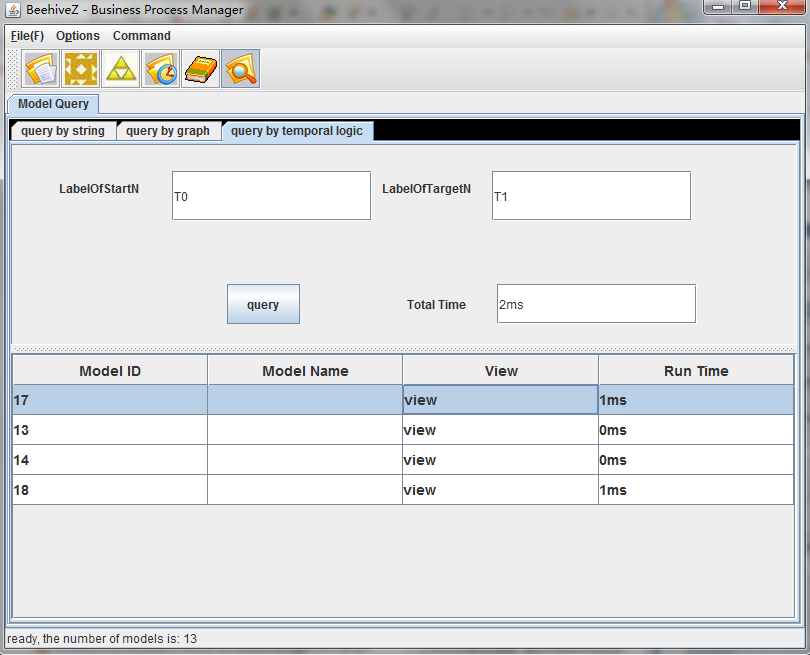 BeehiveZ - Business Process Manager
File(F) Options Command
Model Query
query by string query by graph query by temporal logic
LabelOfStartN T0 LabelOfTargetN T1
query Total Time 2ms
Model ID Model Name View Run Time
17 view 1ms
13 view 0ms
14 view 0ms
18 view 1ms
ready, the number of models is: 13